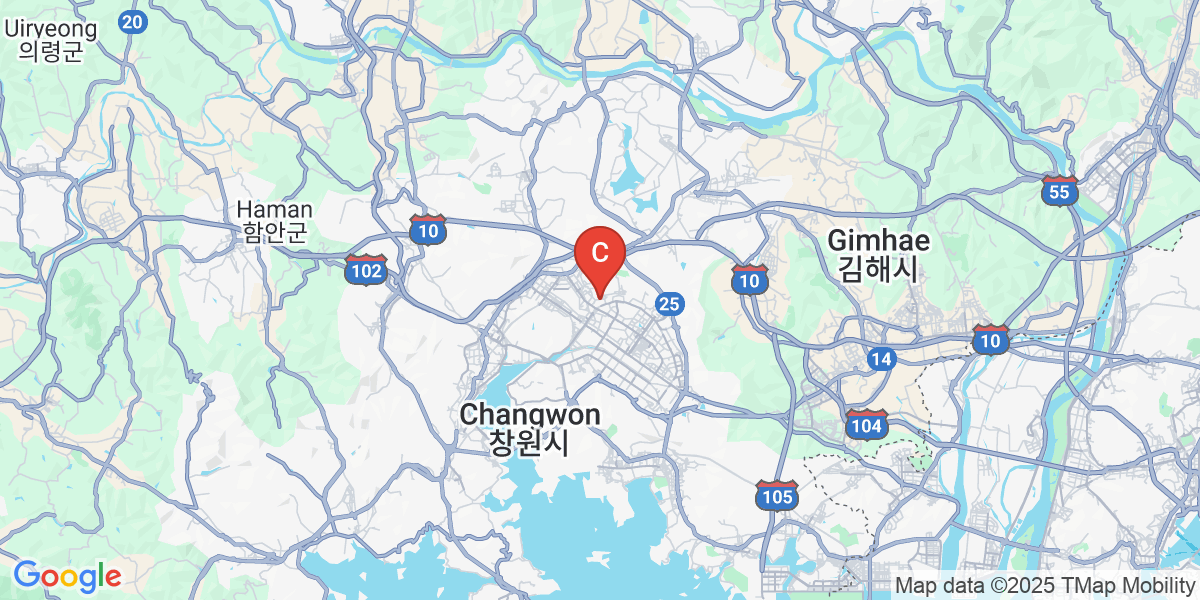 Uiryeong
의령군
20
Haman
함안군
10
102
C
25
10
Gimhae
김해시
55
10
14
104
105
Changwon
창원시
Google
Map data ©2025 TMap Mobility